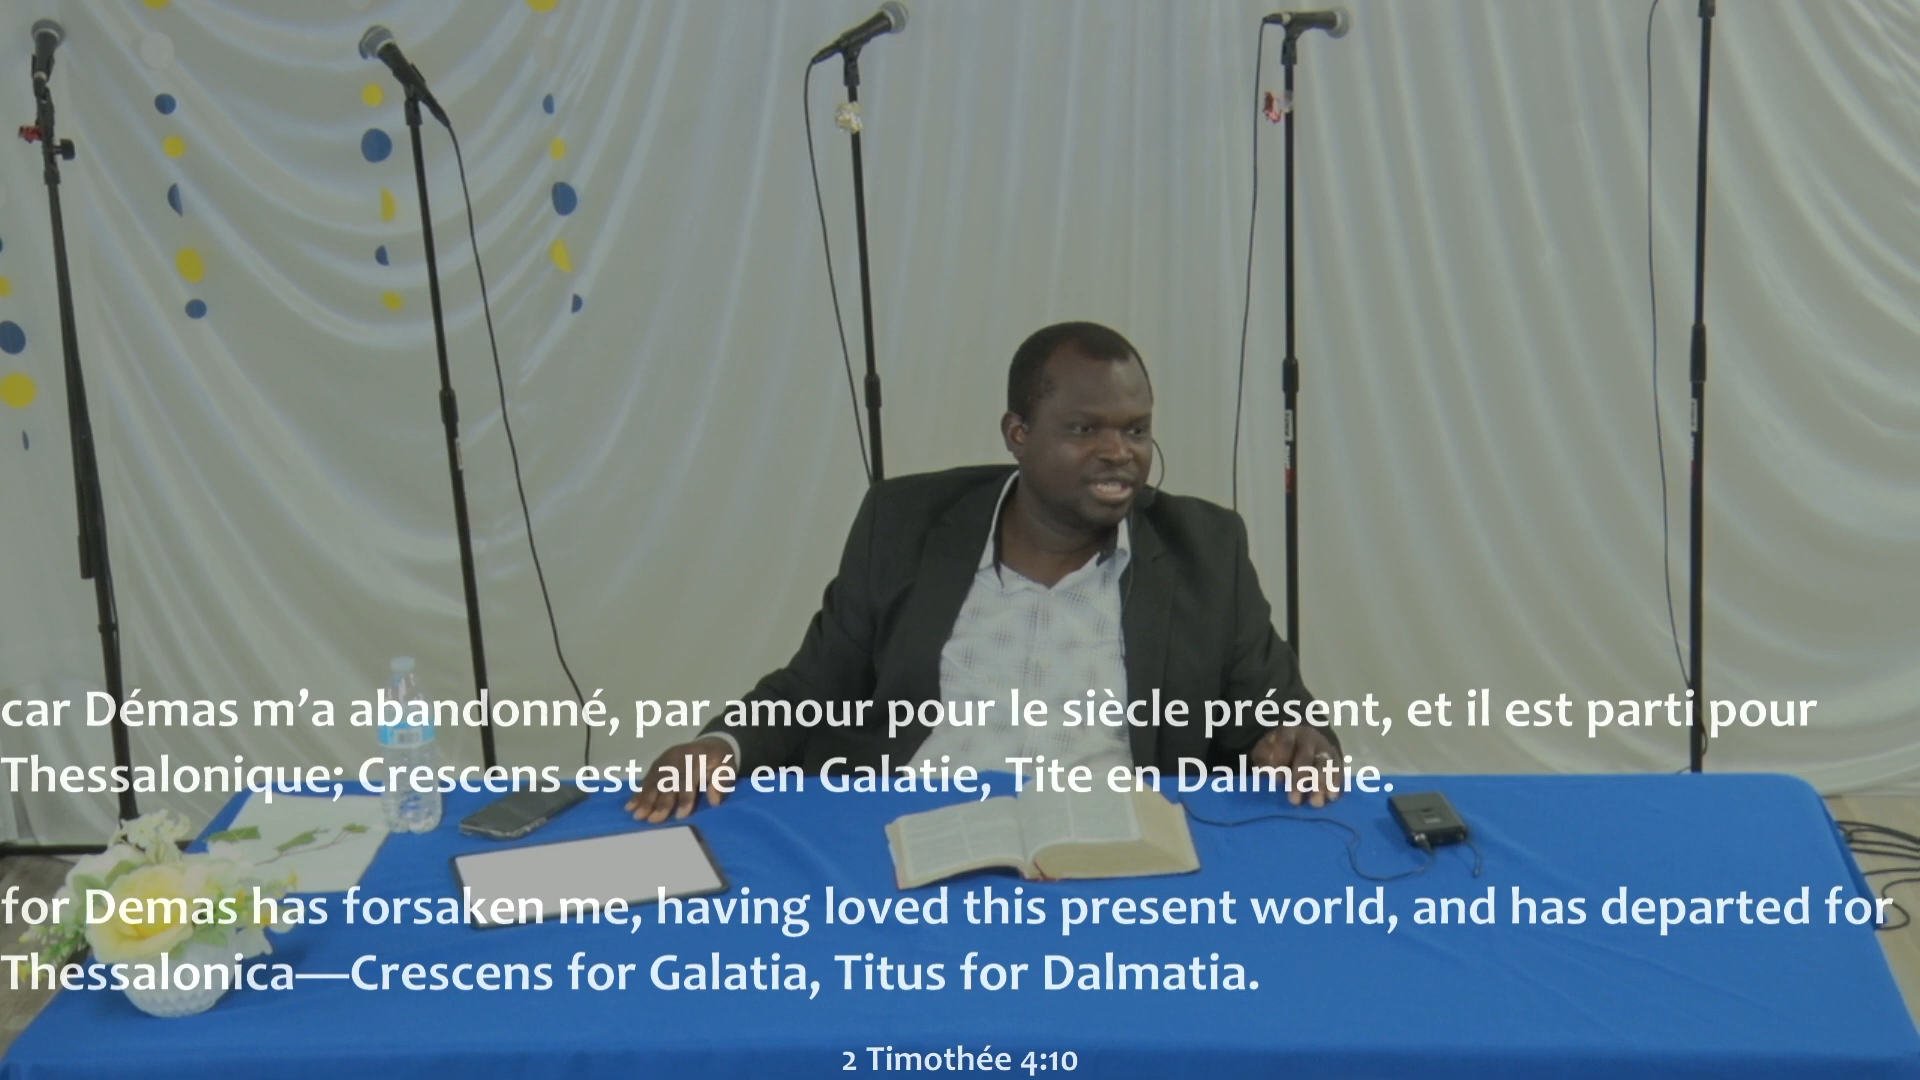 car Démas m’a abandonné, par amour pour le siècle présent, et il est parti pour
Thessalonique; Crescens est allé en Galatie, Tite en Dalmatie.
for Demas has forsaken me, having loved this present world, and has departed for
Thessalonica—Crescens for Galatia, Titus for Dalmatia.
2 Timothée 4:10